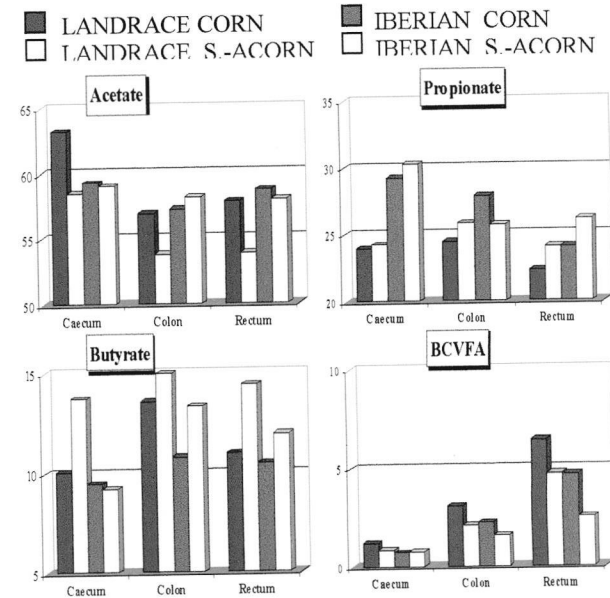 LANDRACE CORN
IBERIAN CORN
LANDRACE S.-ACORN
IBERIAN S.-ACORN
Acetate
65
60
55
50
Caecum Colon Rectum
Propionate
35
30
25
20
Caecum Colon Rectum
Butyrate
15
10
5
Caecum Colon Rectum
BCVFA
10
5
0
Caecum Colon Rectum